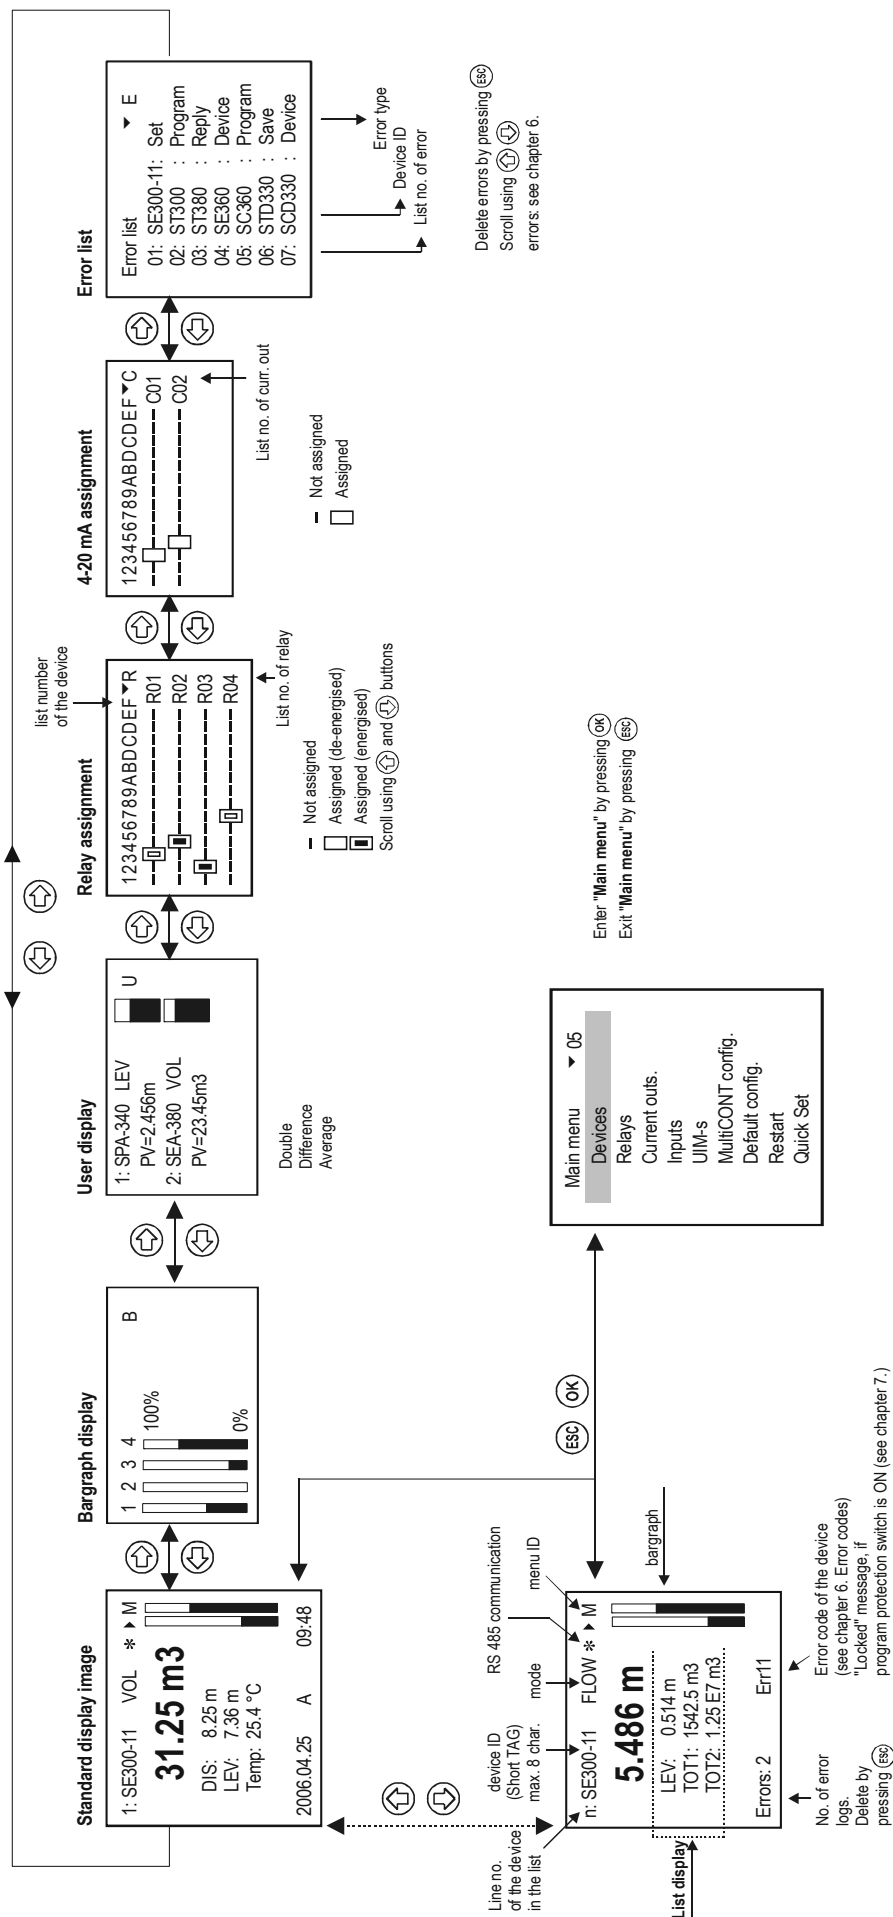 Standard display image
1: SE300-11 VOL * M
31.25 m3
DIS: 8.25 m
LEV: 7.36 m
Temp: 25.4 °C
2006.04.25 A 09:48
Bargraph display
1 2 3 4 B
100%
0%
User display
1: SPA-340 LEV U
PV=2.456m
2: SEA-380 VOL
PV=23.45m3
Double
Difference
Average
Relay assignment
list number
of the device
123456789ABDCDEF R
R01
R02
R03
R04
List no. of relay
Not assigned
Assigned (de-energised)
Assigned (energised)
Scroll using and buttons
4-20 mA assignment
123456789ABDCDEF C
C01
C02
List no. of curr. out
Not assigned
Assigned
Error list
Error list E
01: SE300-11: Set
02: ST300 : Program
03: ST380 : Reply
04: SE360 : Device
05: SC360 : Program
06: STD330 : Save
07: SCD330 : Device
Error type
Device ID
List no. of error
Delete errors by pressing ESC
Scroll using
errors: see chapter 6.
ESC OK
Line no.
of the device
in the list
device ID
(Short TAG)
max. 8 char.
mode
RS 485 communication
menu ID
n: SE300-11 FLOW * M
5.486 m
LEV: 0.514 m
TOT1: 1542.5 m3
TOT2: 1.25 E7 m3
Errors: 2 Err11
List display
bargraph
No. of error
logs.
Delete by
pressing ESC
Error code of the device
(see chapter 6. Error codes)
"Locked" message, if
program protection switch is ON (see chapter 7.)
Main menu 05
Devices
Relays
Current outs.
Inputs
UIM-s
MultiCONT config.
Default config.
Restart
Quick Set
Enter "Main menu" by pressing OK
Exit "Main menu" by pressing ESC